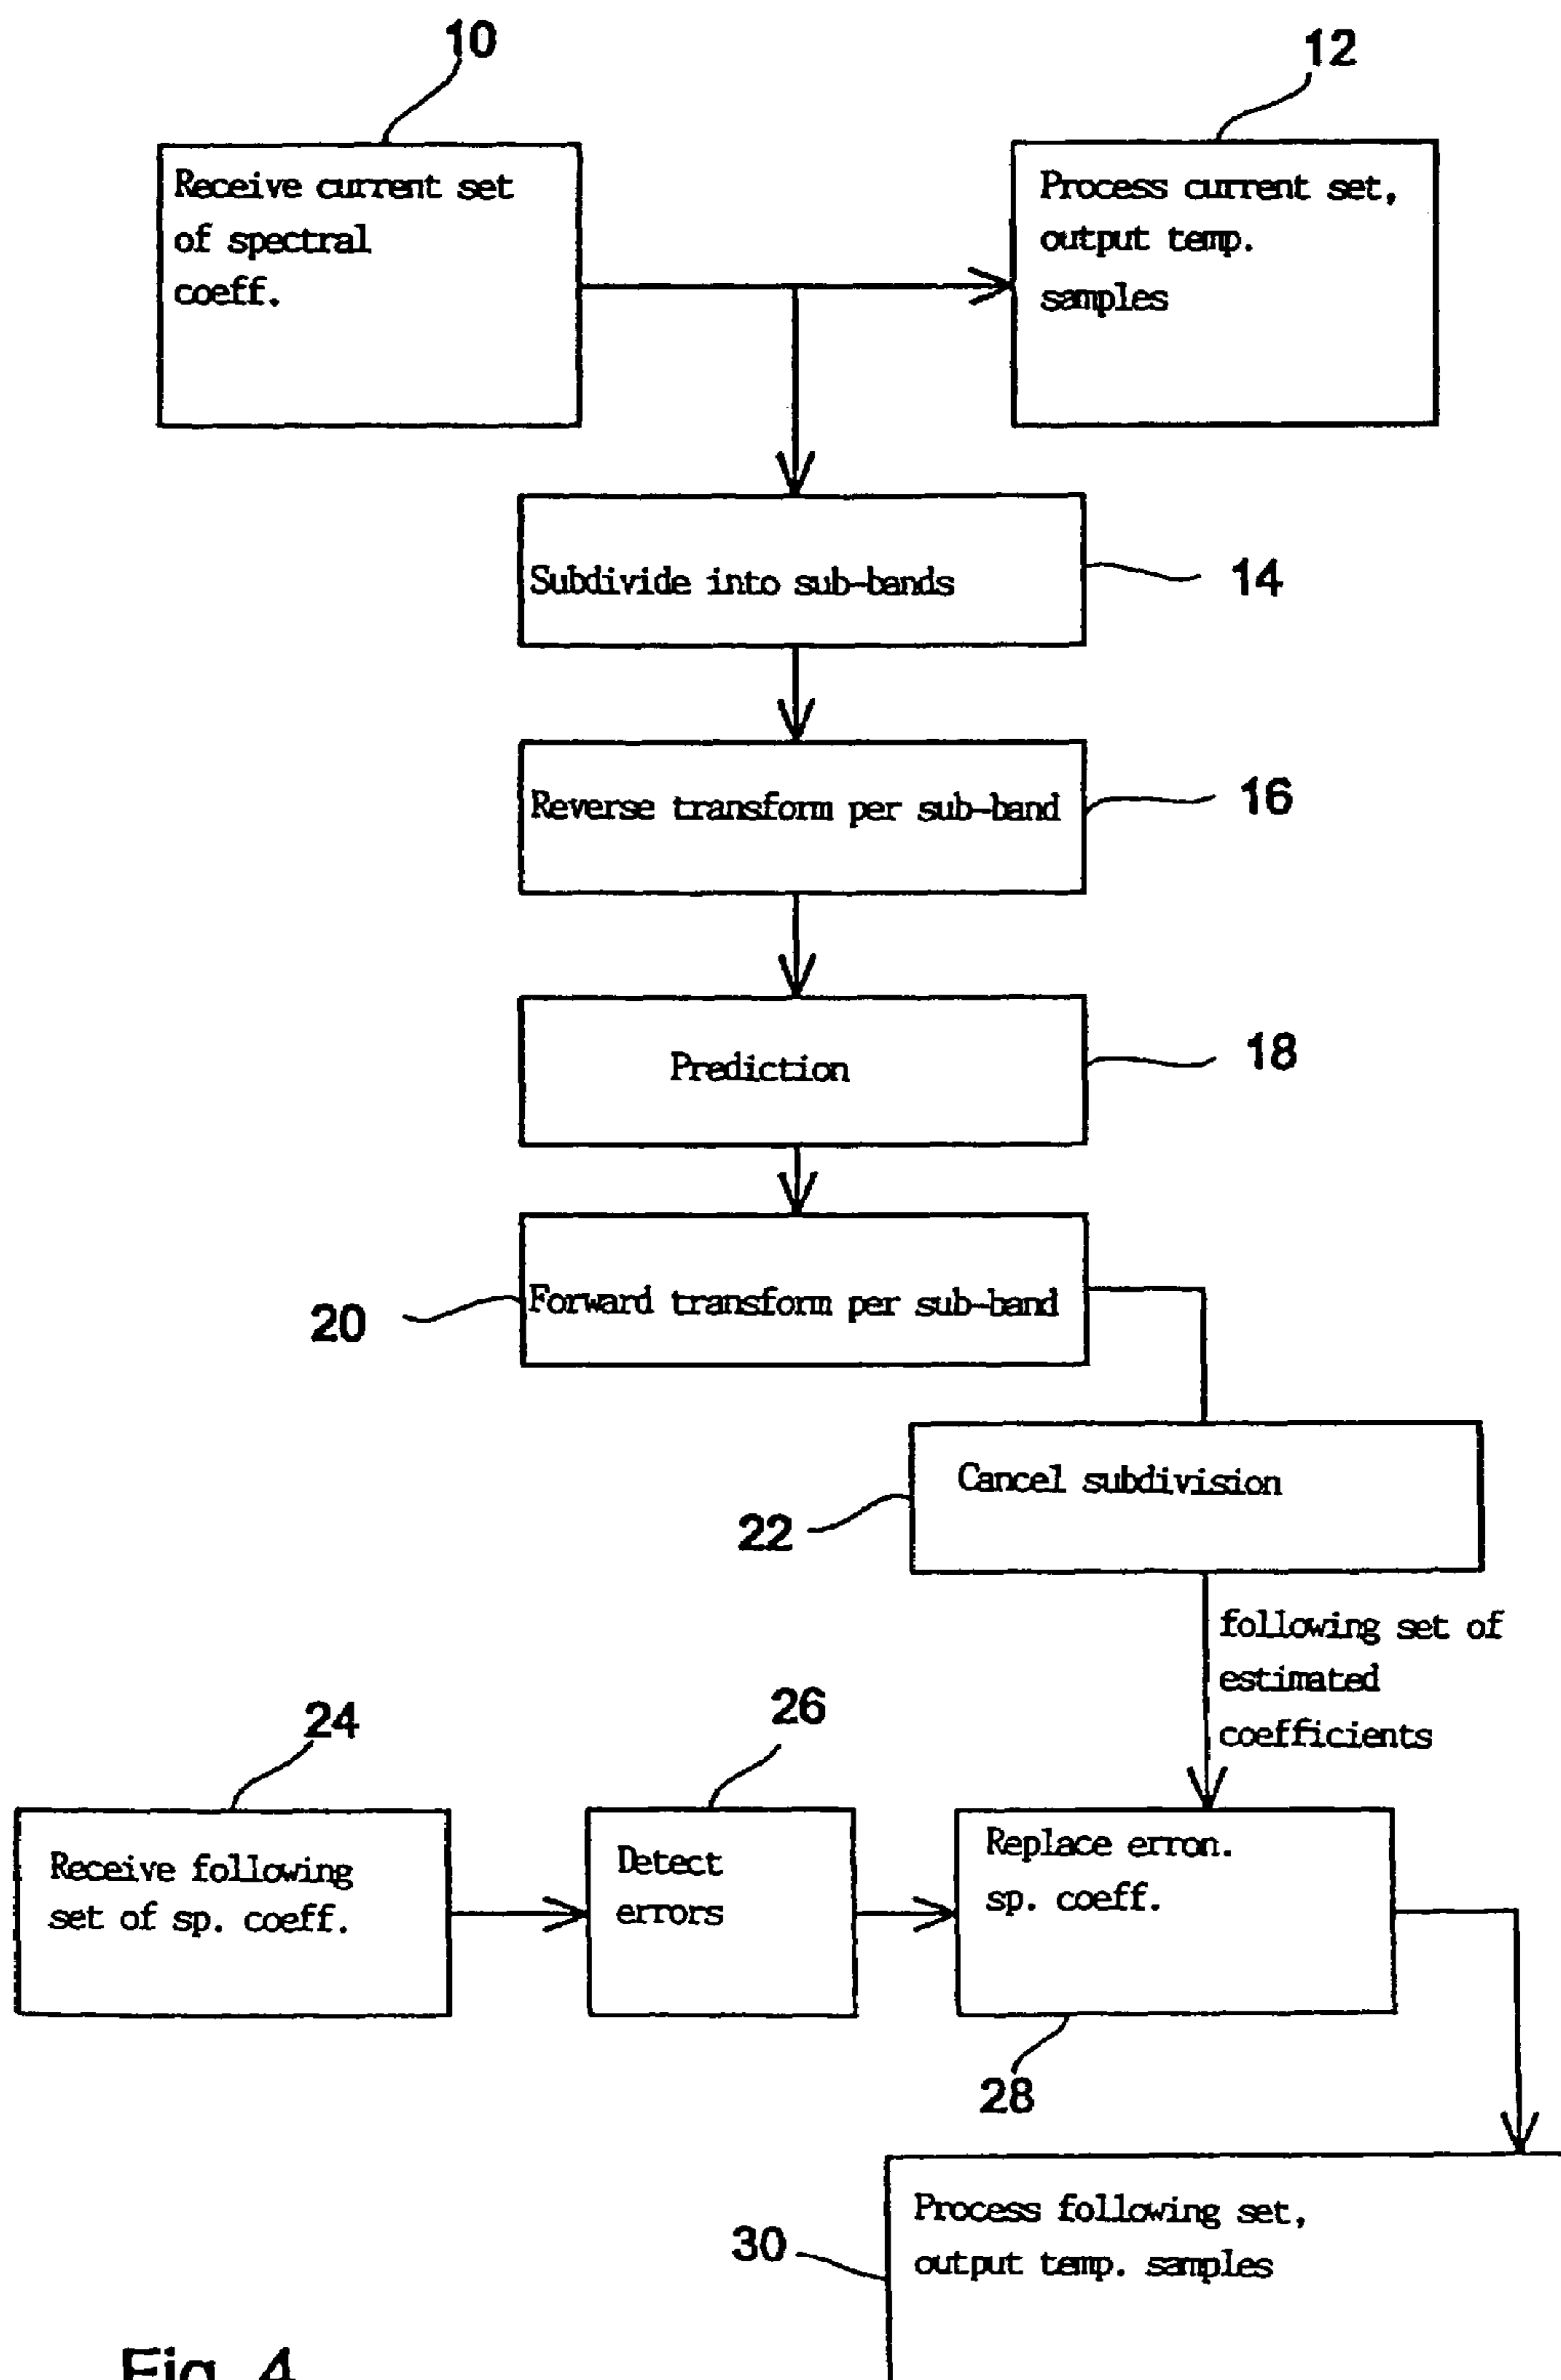 10
12
Receive current set
of spectral
coeff.
Process current set,
output temp.
samples
Subdivide into sub-bands
14
Reverse transform per sub-band
16
Prediction
18
Forward transform per sub-band
20
Cancel subdivision
22
following set of
estimated
coefficients
24
26
Receive following
set of sp. coeff.
Detect
errors
Replace erron.
sp. coeff.
28
Process following set,
output temp. samples
30
Fig. 4